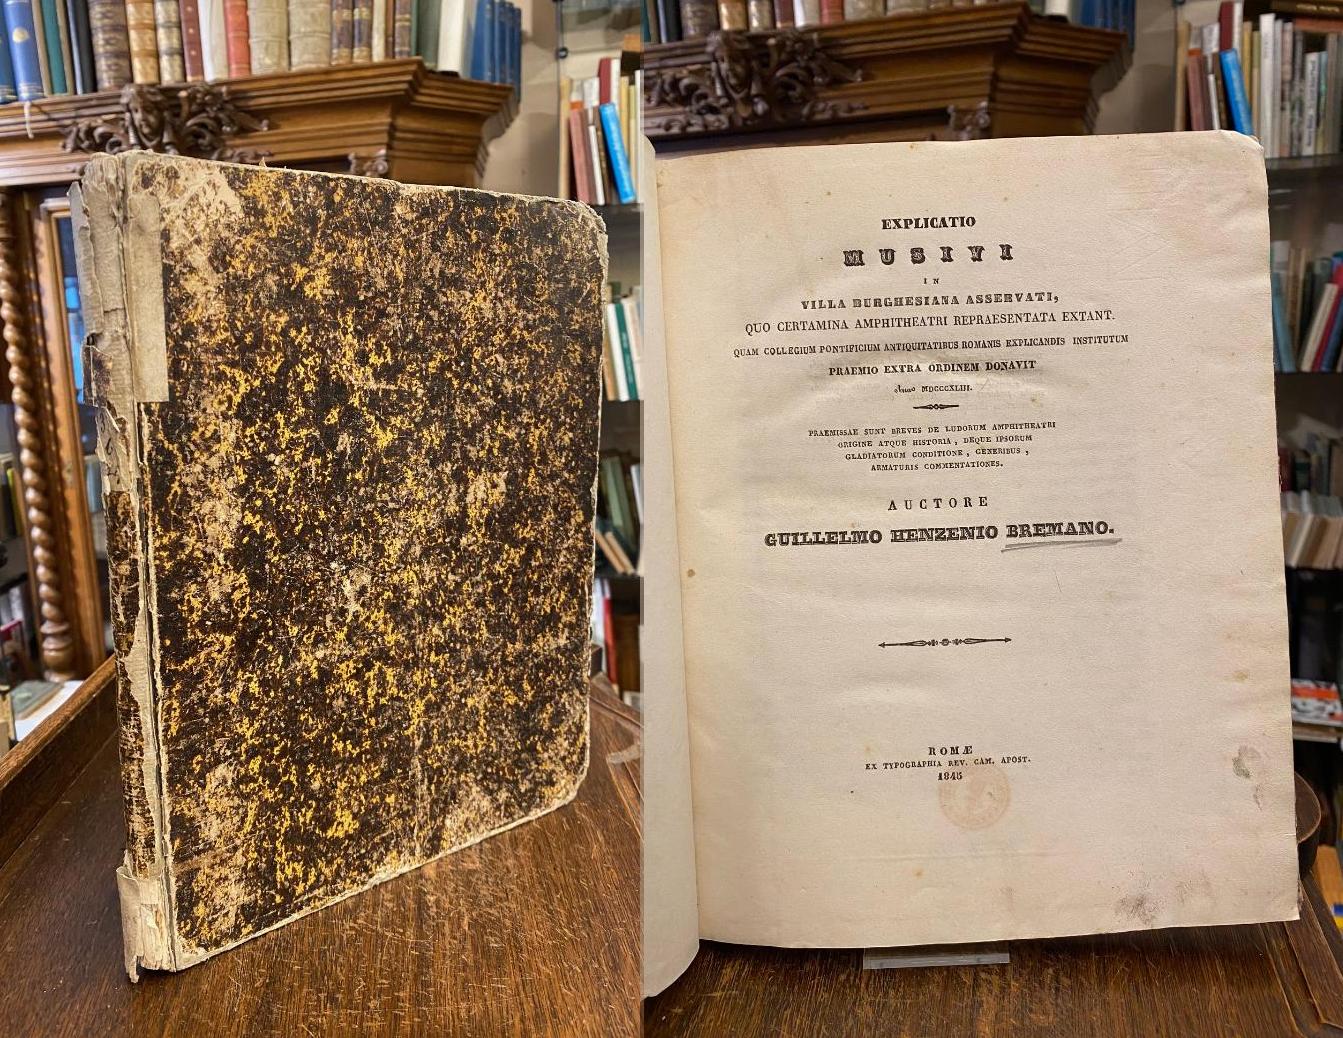 EXPLICATIO
MUSIVI
IN
VILLA BURGHESIANA ASSERVATI,
QUO CERTAMINA AMPHITHEATRI REPRAESENTATA EXTANT.
QUAM COLLEGIUM PONTIFICIUM ANTIQUITATIBUS ROMANIS EXPLICANDIS INSTITUTUM
PRAEMIO EXTRA ORDINEM DONAVIT
anno MDCCCXLIII.
PRAEMISSAE SUNT BREVES DE LUDORUM AMPHITHEATRI
ORIGINE ATQUE HISTORIA, DEQUE IPSORUM
GLADIATORUM CONDITIONE, GENERIBUS,
ARMATURIS COMMENTATIONES.
AUCTORE
GUILLELMO HENZENIO BREMANO.
ROMÆ
EX TYPOGRAPHIA REV. CAM. APOST.
1845